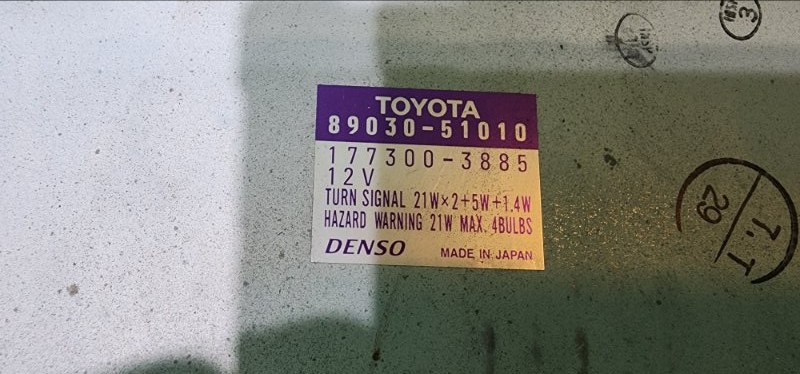 TOYOTA
89030-51010
177300-3885
12V
TURN SIGNAL 21W×2+5W+1.4W
HAZARD WARNING 21W MAX. 4BULBS
DENSO MADE IN JAPAN
3
T.T
29